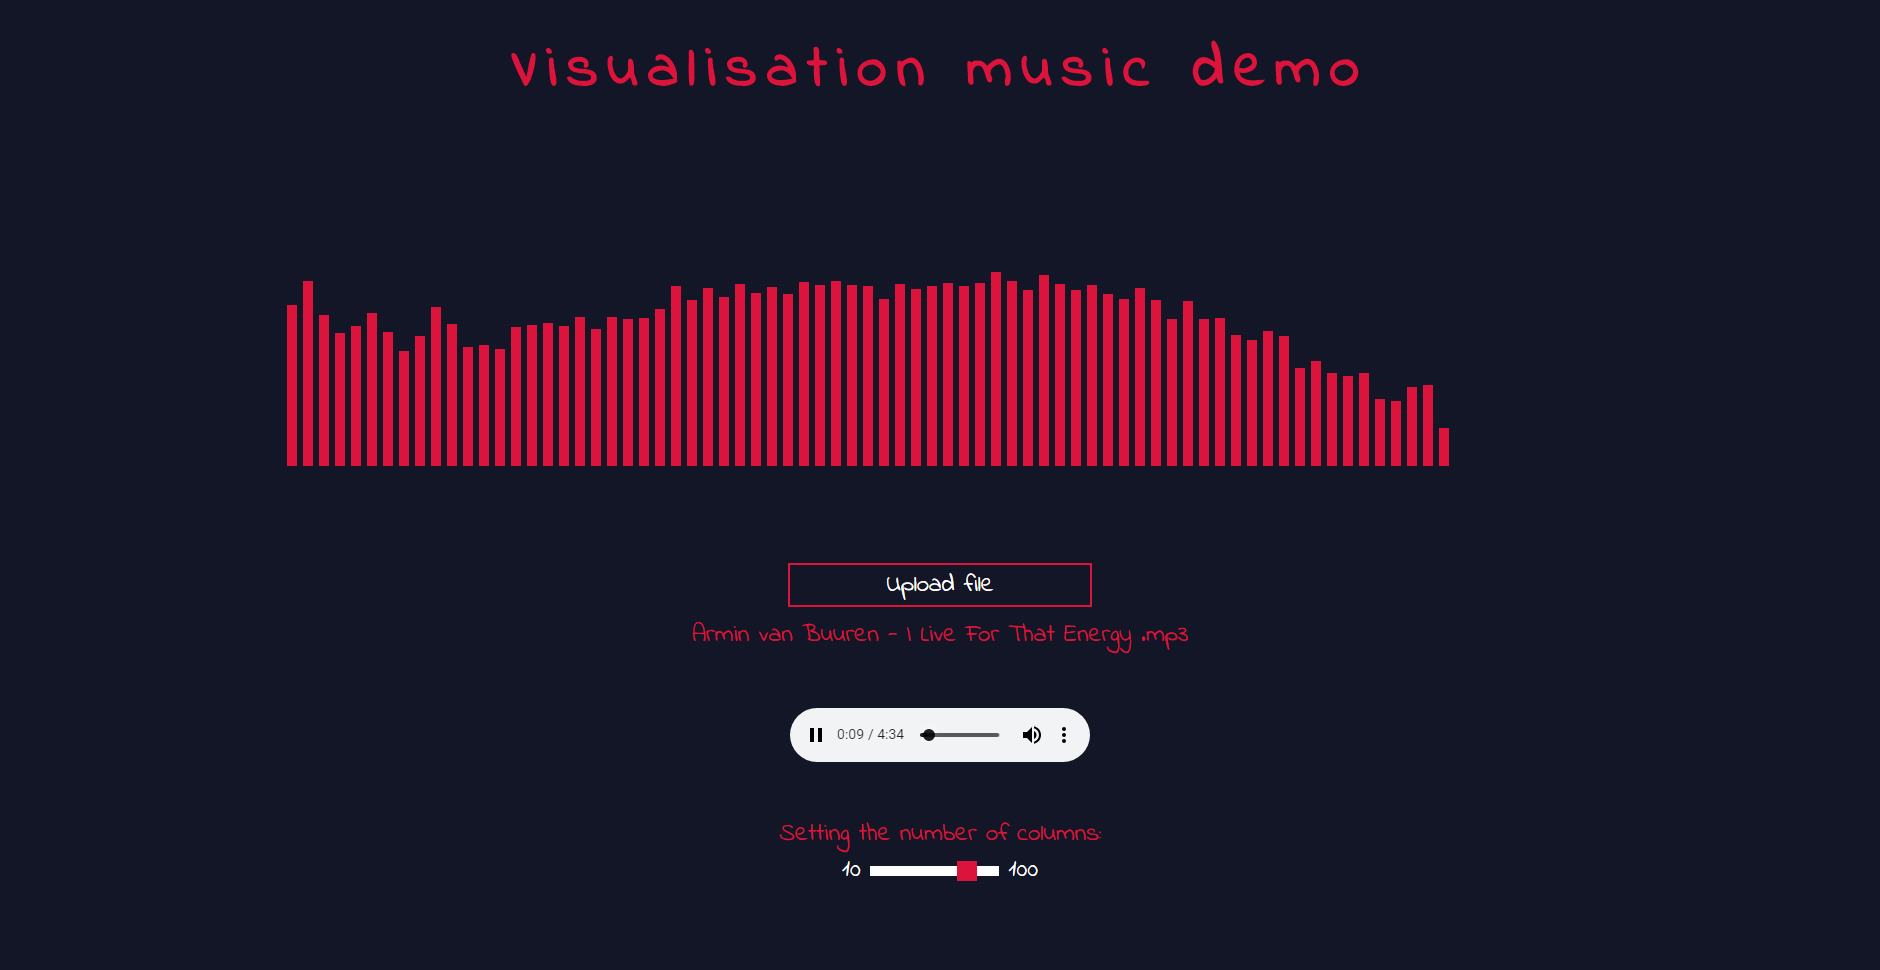 visualisation music demo
Upload file
Armin van Buuren - I Live For That Energy .mp3
0:09 / 4:34
Setting the number of columns:
10 100